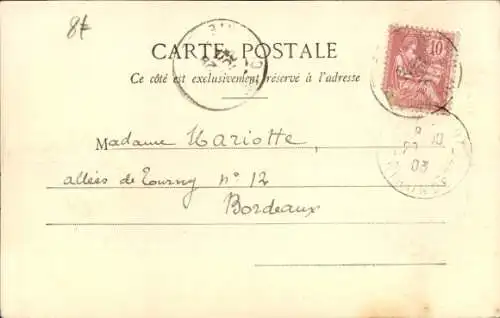 8f
CARTE POSTALE
Ce côté est exclusivement réservé à l'adresse
10
03
Madame Mariotte
allées de Tourny n° 12
Bordeaux